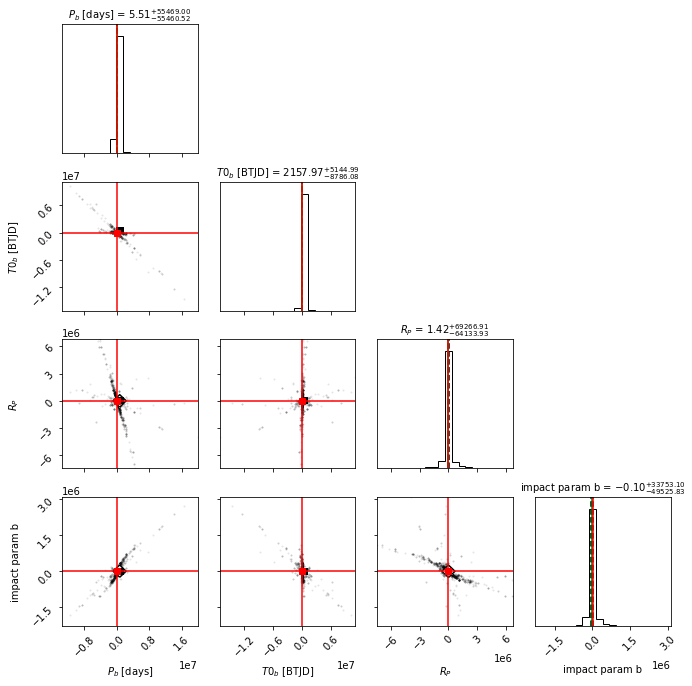 P_b [days] = 5.51^{+55469.00}_{−55460.52}
1e7
T0_b [BTJD] = 2157.97^{+5144.99}_{−8786.08}
T0_b [BTJD]
0.6
0.0
−0.6
−1.2
1e6
R_P = 1.42^{+69266.91}_{−64133.93}
R_P
6
3
0
−3
−6
1e6
impact param b = −0.10^{+33753.10}_{−49525.83}
impact param b
3.0
1.5
0.0
−1.5
−0.8 0.0 0.8 1.6
1e7
P_b [days]
−1.2 −0.6 0.0 0.6
1e7
T0_b [BTJD]
−6 −3 0 3 6
1e6
R_P
−1.5 0.0 1.5 3.0
1e6
impact param b